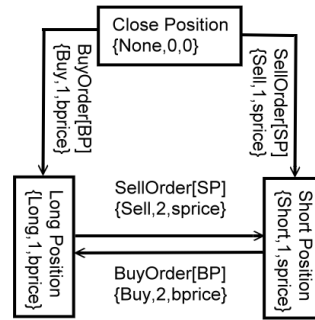 Close Position
{None,0,0}
BuyOrder[BP]
{Buy,1,bprice}
SellOrder[SP]
{Sell,1,sprice}
Long Position
{Long,1,bprice}
SellOrder[SP]
{Sell,2,sprice}
BuyOrder[BP]
{Buy,2,bprice}
Short Position
{Short,1,sprice}